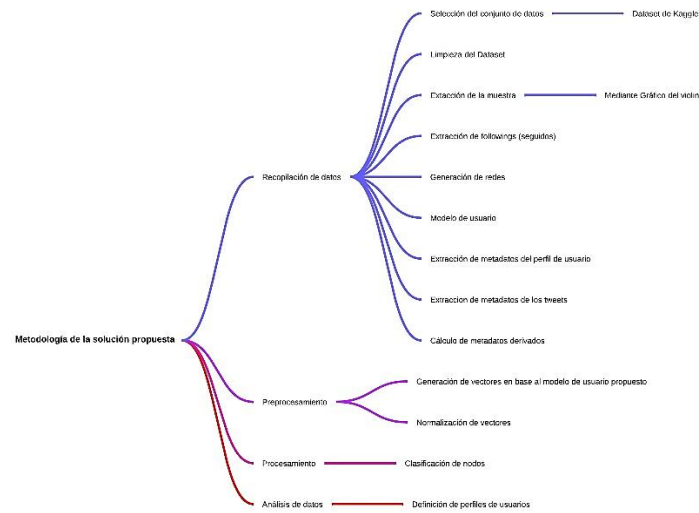 Selección del conjunto de datos
Dataset de Kaggle
Limpieza del Dataset
Extacción de la muestra
Mediante Gráfico del violin
Extracción de followings (seguidos)
Recopilación de datos
Generación de redes
Modelo de usuario
Extracción de metadatos del perfil de usuario
Extraccion de metadatos de los tweets
Metodología de la solución propuesta
Cálculo de metadatos derivados
Generación de vectores en base al modelo de usuario propuesto
Preprocesamiento
Normalización de vectores
Procesamiento
Clasificación de nodos
Análisis de datos
Definición de perfiles de usuarios